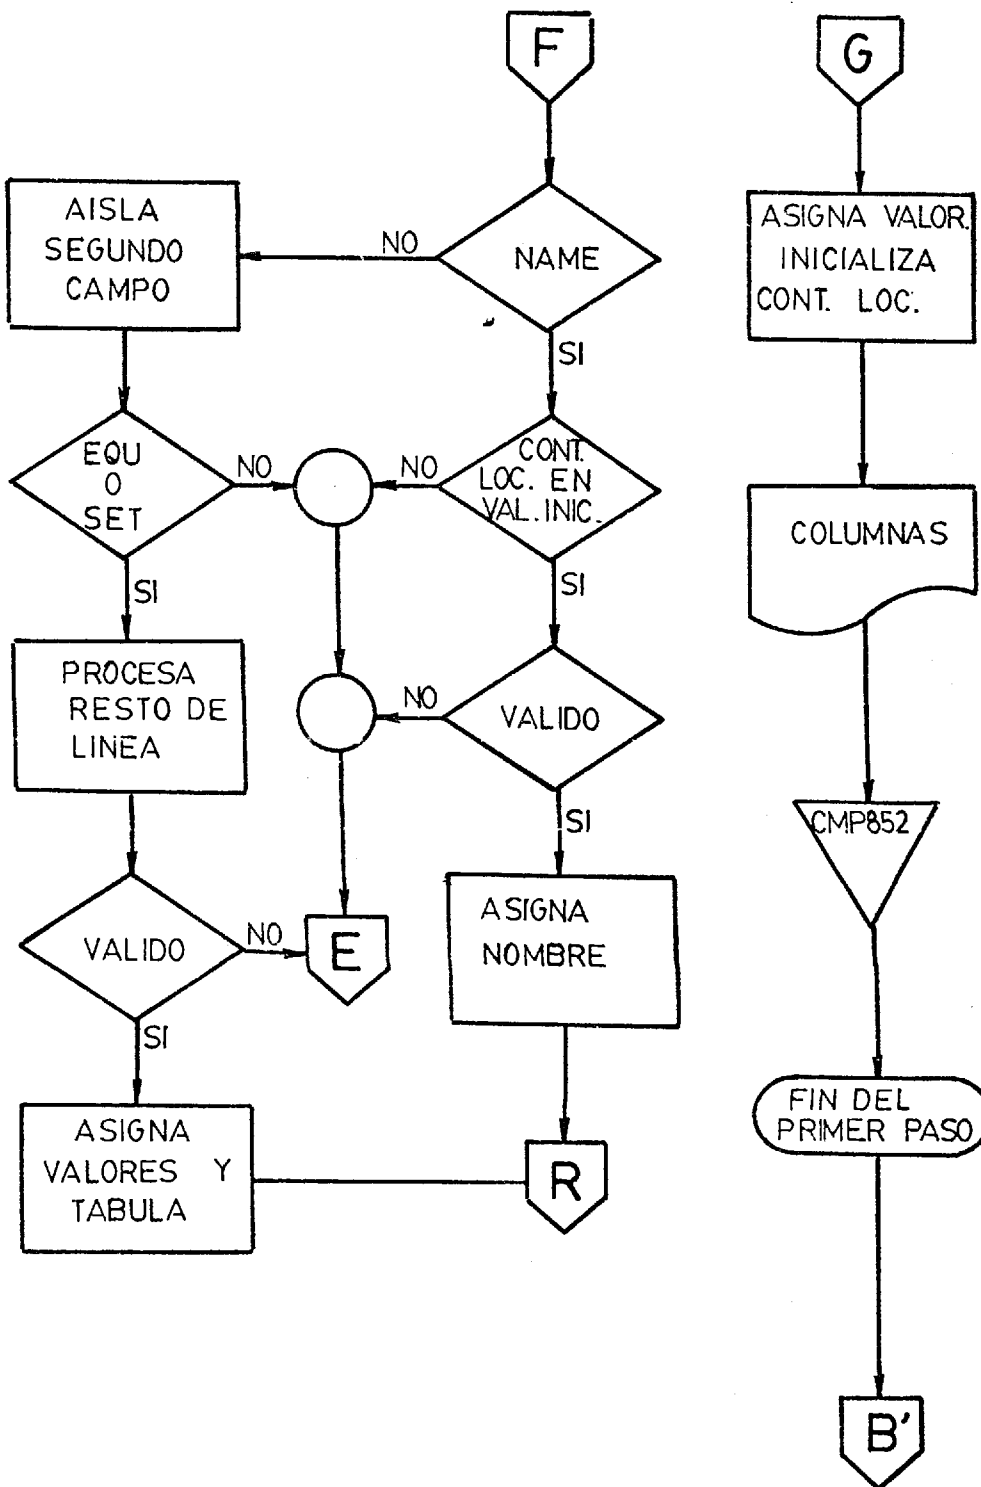 F
NAME
NO
SI
AISLA
SEGUNDO
CAMPO
EQU
O
SET
NO
SI
CONT.
LOC. EN
VAL. INIC.
NO
SI
PROCESA
RESTO DE
LINEA
VALIDO
NO
SI
VALIDO
NO
SI
E
ASIGNA
NOMBRE
ASIGNA
VALORES Y
TABULA
R
G
ASIGNA VALOR.
INICIALIZA
CONT. LOC.
COLUMNAS
CMP852
FIN DEL
PRIMER PASO
B'